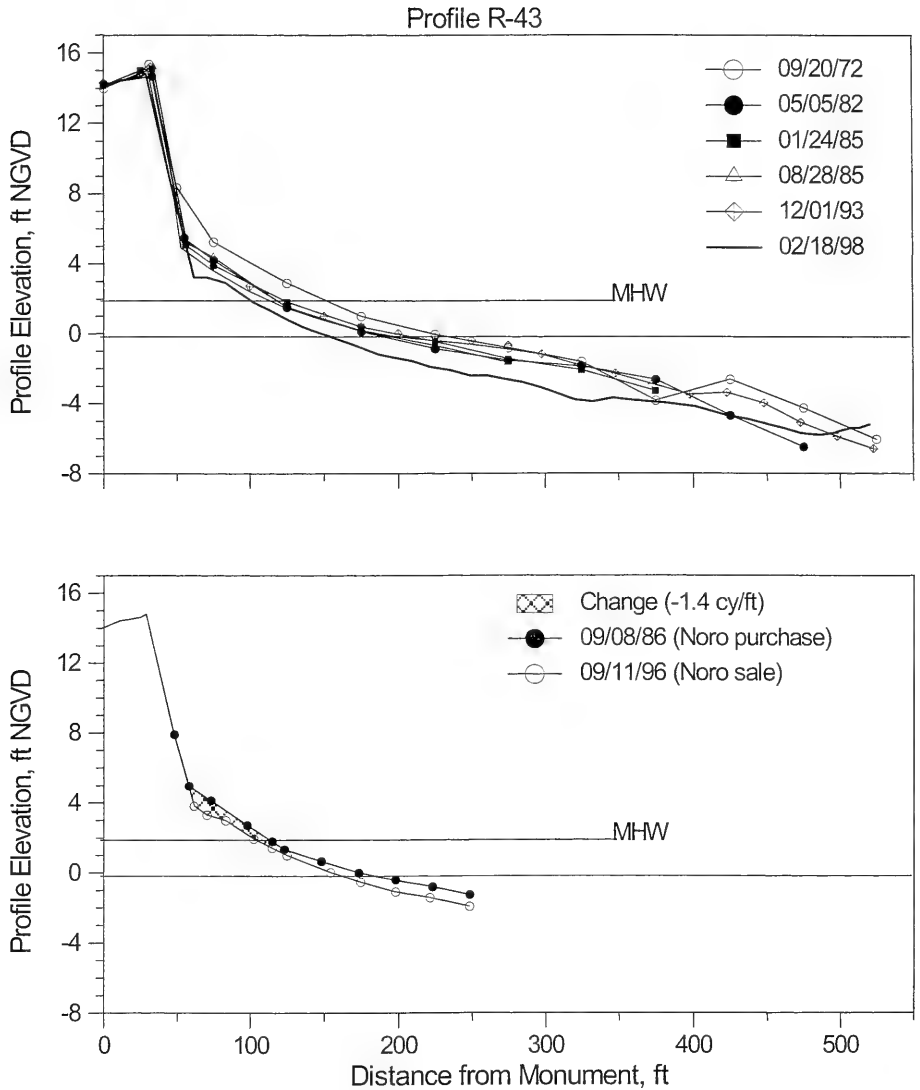 Profile R-43
16
12
8
4
0
-4
-8
Profile Elevation, ft NGVD
09/20/72
05/05/82
01/24/85
08/28/85
12/01/93
02/18/98
MHW
16
12
8
4
0
-4
-8
Profile Elevation, ft NGVD
Change (-1.4 cy/ft)
09/08/86 (Noro purchase)
09/11/96 (Noro sale)
MHW
0 100 200 300 400 500
Distance from Monument, ft